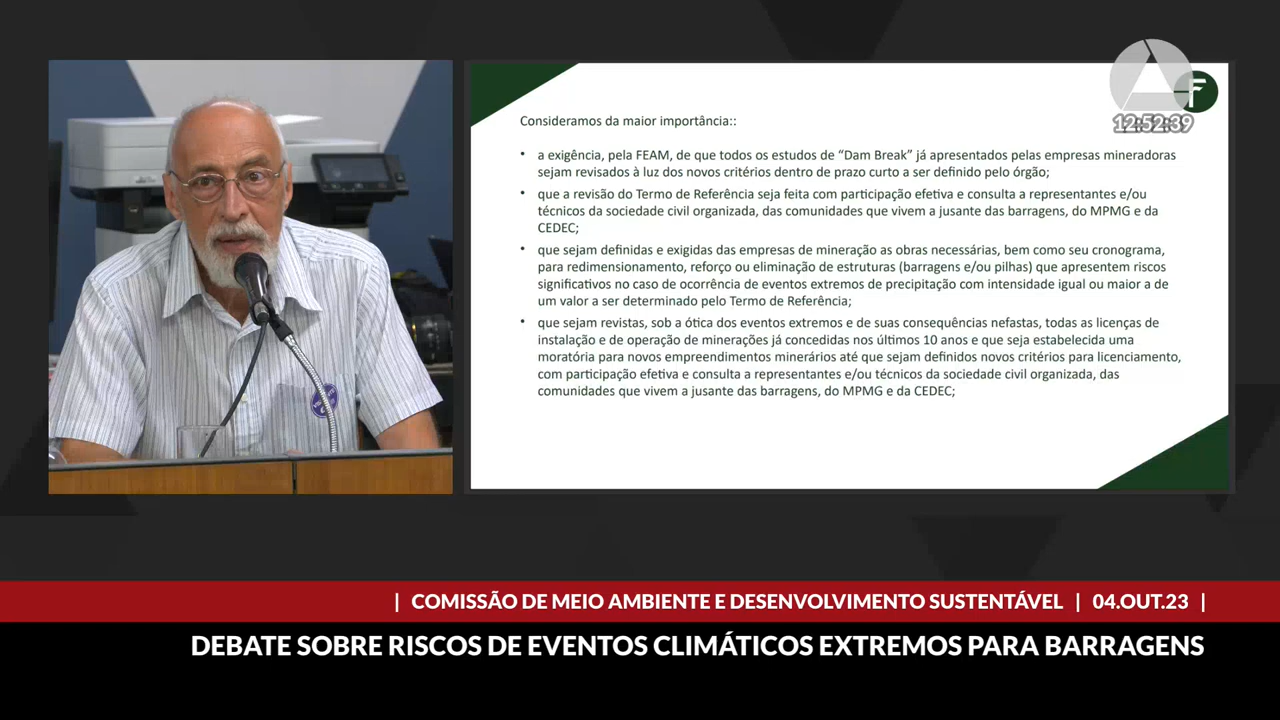 12:52:39
F
Consideramos da maior importância::
• a exigência, pela FEAM, de que todos os estudos de “Dam Break” já apresentados pelas empresas mineradoras
sejam revisados à luz dos novos critérios dentro de prazo curto a ser definido pelo órgão;
• que a revisão do Termo de Referência seja feita com participação efetiva e consulta a representantes e/ou
técnicos da sociedade civil organizada, das comunidades que vivem a jusante das barragens, do MPMG e da
CEDEC;
• que sejam definidas e exigidas das empresas de mineração as obras necessárias, bem como seu cronograma,
para redimensionamento, reforço ou eliminação de estruturas (barragens e/ou pilhas) que apresentem riscos
significativos no caso de ocorrência de eventos extremos de precipitação com intensidade igual ou maior a de
um valor a ser determinado pelo Termo de Referência;
• que sejam revistas, sob a ótica dos eventos extremos e de suas consequências nefastas, todas as licenças de
instalação e de operação de minerações já concedidas nos últimos 10 anos e que seja estabelecida uma
moratória para novos empreendimentos minerários até que sejam definidos novos critérios para licenciamento,
com participação efetiva e consulta a representantes e/ou técnicos da sociedade civil organizada, das
comunidades que vivem a jusante das barragens, do MPMG e da CEDEC;
| COMISSÃO DE MEIO AMBIENTE E DESENVOLVIMENTO SUSTENTÁVEL | 04.OUT.23 |
DEBATE SOBRE RISCOS DE EVENTOS CLIMÁTICOS EXTREMOS PARA BARRAGENS